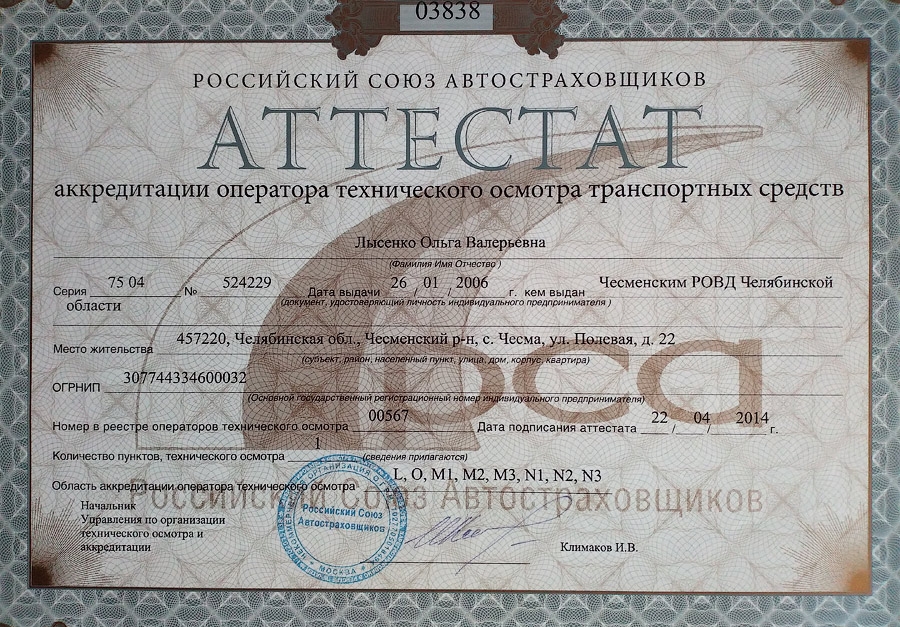 03838
РОССИЙСКИЙ СОЮЗ АВТОСТРАХОВЩИКОВ
АТТЕСТАТ
аккредитации оператора технического осмотра транспортных средств
Лысенко Ольга Валерьевна
(Фамилия Имя Отчество)
Серия 75 04 № 524229 Дата выдачи 26 / 01 / 2006 г. кем выдан Чесменским РОВД Челябинской
области (документ, удостоверяющий личность индивидуального предпринимателя)
Место жительства 457220, Челябинская обл., Чесменский р-н, с. Чесма, ул. Полевая, д. 22
(субъект, район, населенный пункт, улица, дом, корпус, квартира)
ОГРНИП 307744334600032
(Основной государственный регистрационный номер индивидуального предпринимателя)
рса
Номер в реестре операторов технического осмотра 00567 Дата подписания аттестата 22 / 04 / 2014 г.
Количество пунктов, технического осмотра 1 (сведения прилагаются)
Область аккредитации оператора технического осмотра L, O, M1, M2, M3, N1, N2, N3
Российский Союз Автостраховщиков
Начальник
Управления по организации
технического осмотра и
аккредитации
Российский Союз
Автостраховщиков
МОСКВА
Климаков И.В.